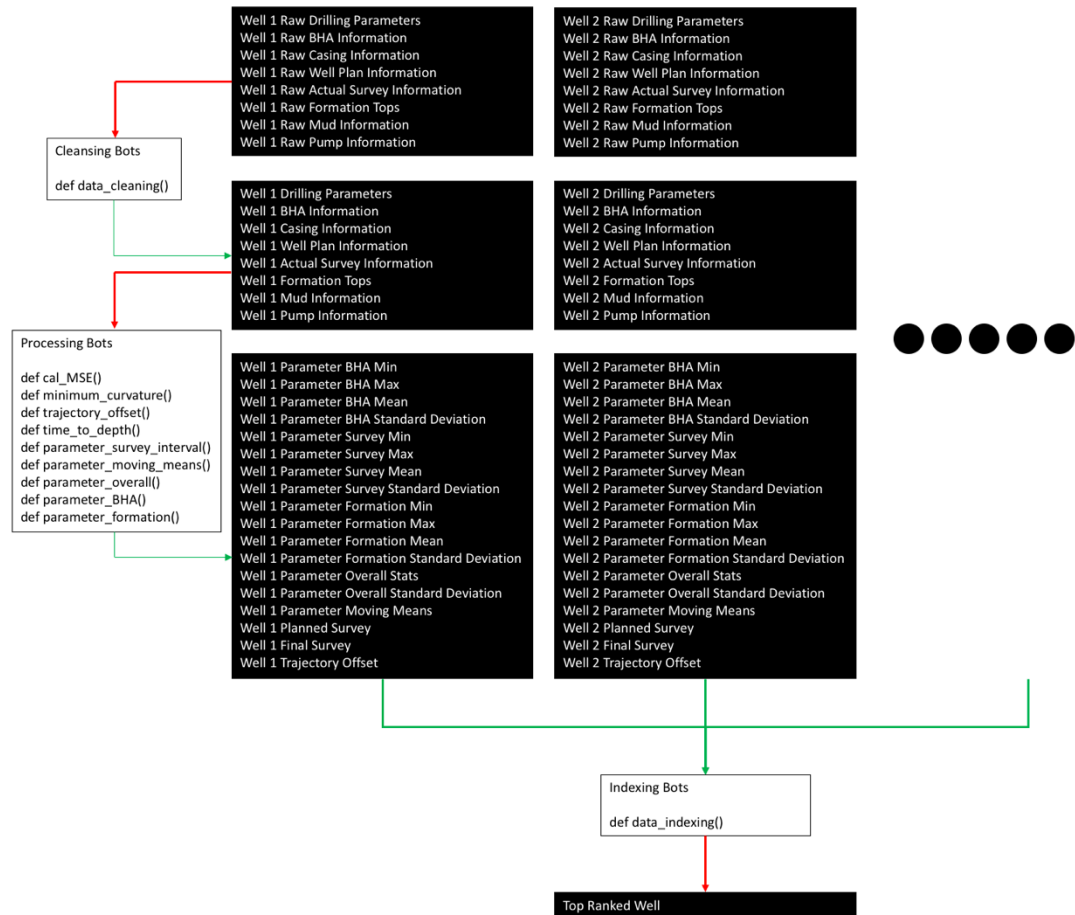 Well 1 Raw Drilling Parameters
Well 1 Raw BHA Information
Well 1 Raw Casing Information
Well 1 Raw Well Plan Information
Well 1 Raw Actual Survey Information
Well 1 Raw Formation Tops
Well 1 Raw Mud Information
Well 1 Raw Pump Information
Well 2 Raw Drilling Parameters
Well 2 Raw BHA Information
Well 2 Raw Casing Information
Well 2 Raw Well Plan Information
Well 2 Raw Actual Survey Information
Well 2 Raw Formation Tops
Well 2 Raw Mud Information
Well 2 Raw Pump Information
Cleansing Bots
def data_cleaning()
Well 1 Drilling Parameters
Well 1 BHA Information
Well 1 Casing Information
Well 1 Well Plan Information
Well 1 Actual Survey Information
Well 1 Formation Tops
Well 1 Mud Information
Well 1 Pump Information
Well 2 Drilling Parameters
Well 2 BHA Information
Well 2 Casing Information
Well 2 Well Plan Information
Well 2 Actual Survey Information
Well 2 Formation Tops
Well 2 Mud Information
Well 2 Pump Information
Processing Bots
def cal_MSE()
def minimum_curvature()
def trajectory_offset()
def time_to_depth()
def parameter_survey_interval()
def parameter_moving_means()
def parameter_overall()
def parameter_BHA()
def parameter_formation()
Well 1 Parameter BHA Min
Well 1 Parameter BHA Max
Well 1 Parameter BHA Mean
Well 1 Parameter BHA Standard Deviation
Well 1 Parameter Survey Min
Well 1 Parameter Survey Max
Well 1 Parameter Survey Mean
Well 1 Parameter Survey Standard Deviation
Well 1 Parameter Formation Min
Well 1 Parameter Formation Max
Well 1 Parameter Formation Mean
Well 1 Parameter Formation Standard Deviation
Well 1 Parameter Overall Stats
Well 1 Parameter Overall Standard Deviation
Well 1 Parameter Moving Means
Well 1 Planned Survey
Well 1 Final Survey
Well 1 Trajectory Offset
Well 2 Parameter BHA Min
Well 2 Parameter BHA Max
Well 2 Parameter BHA Mean
Well 2 Parameter BHA Standard Deviation
Well 2 Parameter Survey Min
Well 2 Parameter Survey Max
Well 2 Parameter Survey Mean
Well 2 Parameter Survey Standard Deviation
Well 2 Parameter Formation Min
Well 2 Parameter Formation Max
Well 2 Parameter Formation Mean
Well 2 Parameter Formation Standard Deviation
Well 2 Parameter Overall Stats
Well 2 Parameter Overall Standard Deviation
Well 2 Parameter Moving Means
Well 2 Planned Survey
Well 2 Final Survey
Well 2 Trajectory Offset
Indexing Bots
def data_indexing()
Top Ranked Well